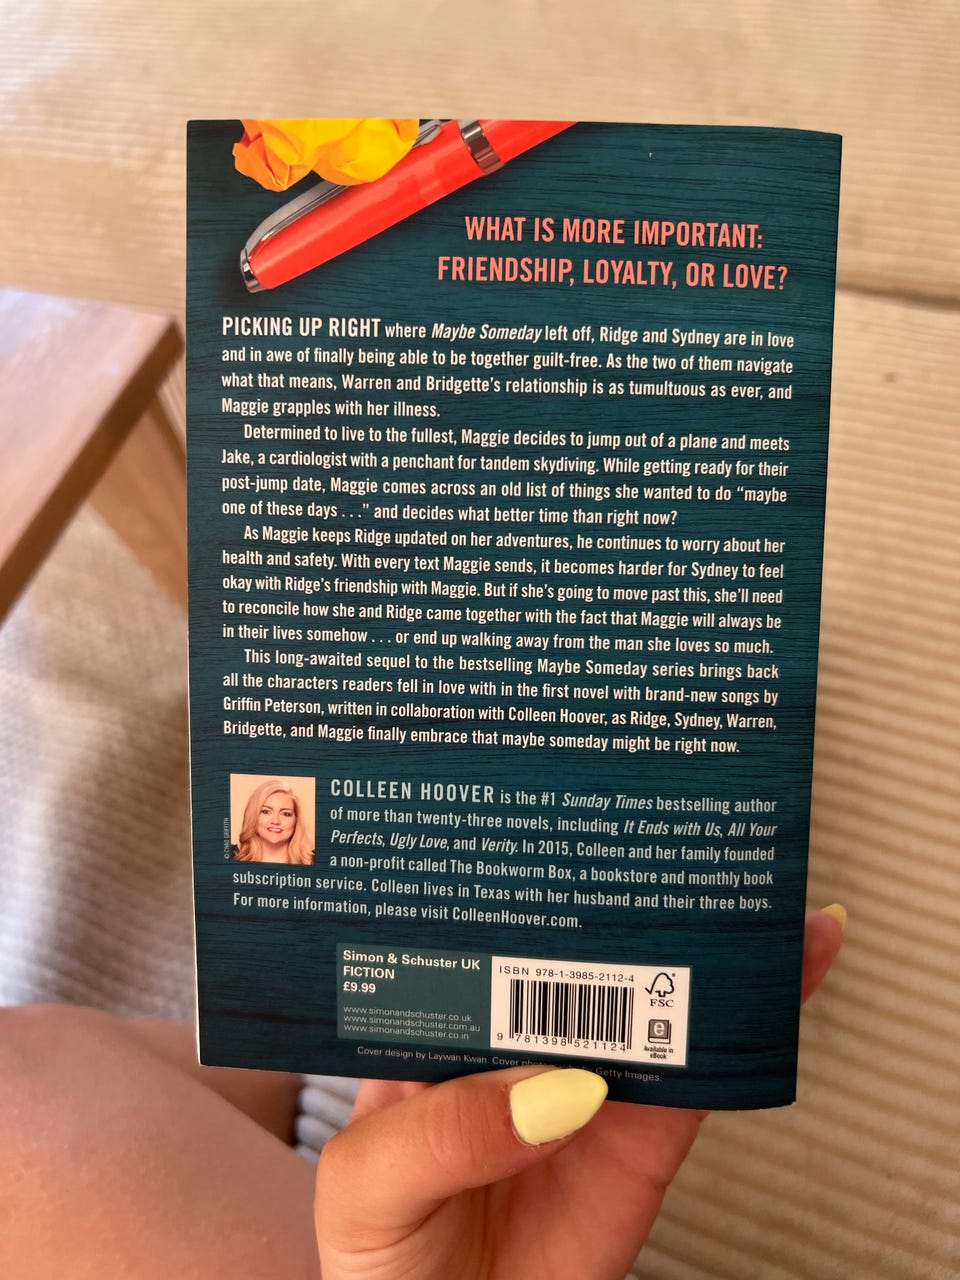 WHAT IS MORE IMPORTANT:
FRIENDSHIP, LOYALTY, OR LOVE?
PICKING UP RIGHT where Maybe Someday left off, Ridge and Sydney are in love
and in awe of finally being able to be together guilt-free. As the two of them navigate
what that means, Warren and Bridgette's relationship is as tumultuous as ever, and
Maggie grapples with her illness.
Determined to live to the fullest, Maggie decides to jump out of a plane and meets
Jake, a cardiologist with a penchant for tandem skydiving. While getting ready for their
post-jump date, Maggie comes across an old list of things she wanted to do "maybe
one of these days . . ." and decides what better time than right now?
As Maggie keeps Ridge updated on her adventures, he continues to worry about her
health and safety. With every text Maggie sends, it becomes harder for Sydney to feel
okay with Ridge's friendship with Maggie. But if she's going to move past this, she'll need
to reconcile how she and Ridge came together with the fact that Maggie will always be
in their lives somehow . . . or end up walking away from the man she loves so much.
This long-awaited sequel to the bestselling Maybe Someday series brings back
all the characters readers fell in love with in the first novel with brand-new songs by
Griffin Peterson, written in collaboration with Colleen Hoover, as Ridge, Sydney, Warren,
Bridgette, and Maggie finally embrace that maybe someday might be right now.
© CHAD GRIFFITH
COLLEEN HOOVER is the #1 Sunday Times bestselling author
of more than twenty-three novels, including It Ends with Us, All Your
Perfects, Ugly Love, and Verity. In 2015, Colleen and her family founded
a non-profit called The Bookworm Box, a bookstore and monthly book
subscription service. Colleen lives in Texas with her husband and their three boys.
For more information, please visit ColleenHoover.com.
Simon & Schuster UK
FICTION
£9.99
www.simonandschuster.co.uk
www.simonandschuster.com.au
www.simonandschuster.co.in
ISBN 978-1-3985-2112-4
9 781398 521124
FSC
e
Available in
eBook
Cover design by Laywan Kwan. Cover by Getty Images.